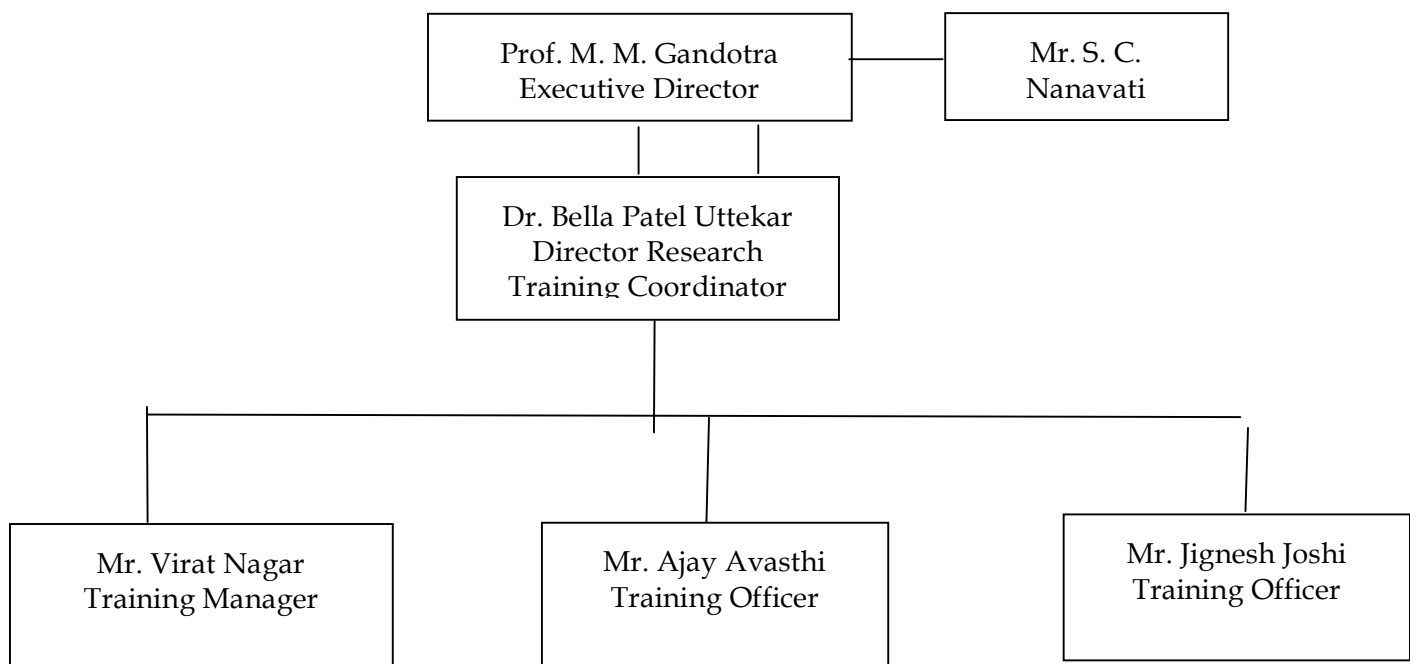 Prof. M. M. Gandotra
Executive Director
Mr. S. C.
Nanavati
Dr. Bella Patel Uttekar
Director Research
Training Coordinator
Mr. Virat Nagar
Training Manager
Mr. Ajay Avasthi
Training Officer
Mr. Jignesh Joshi
Training Officer